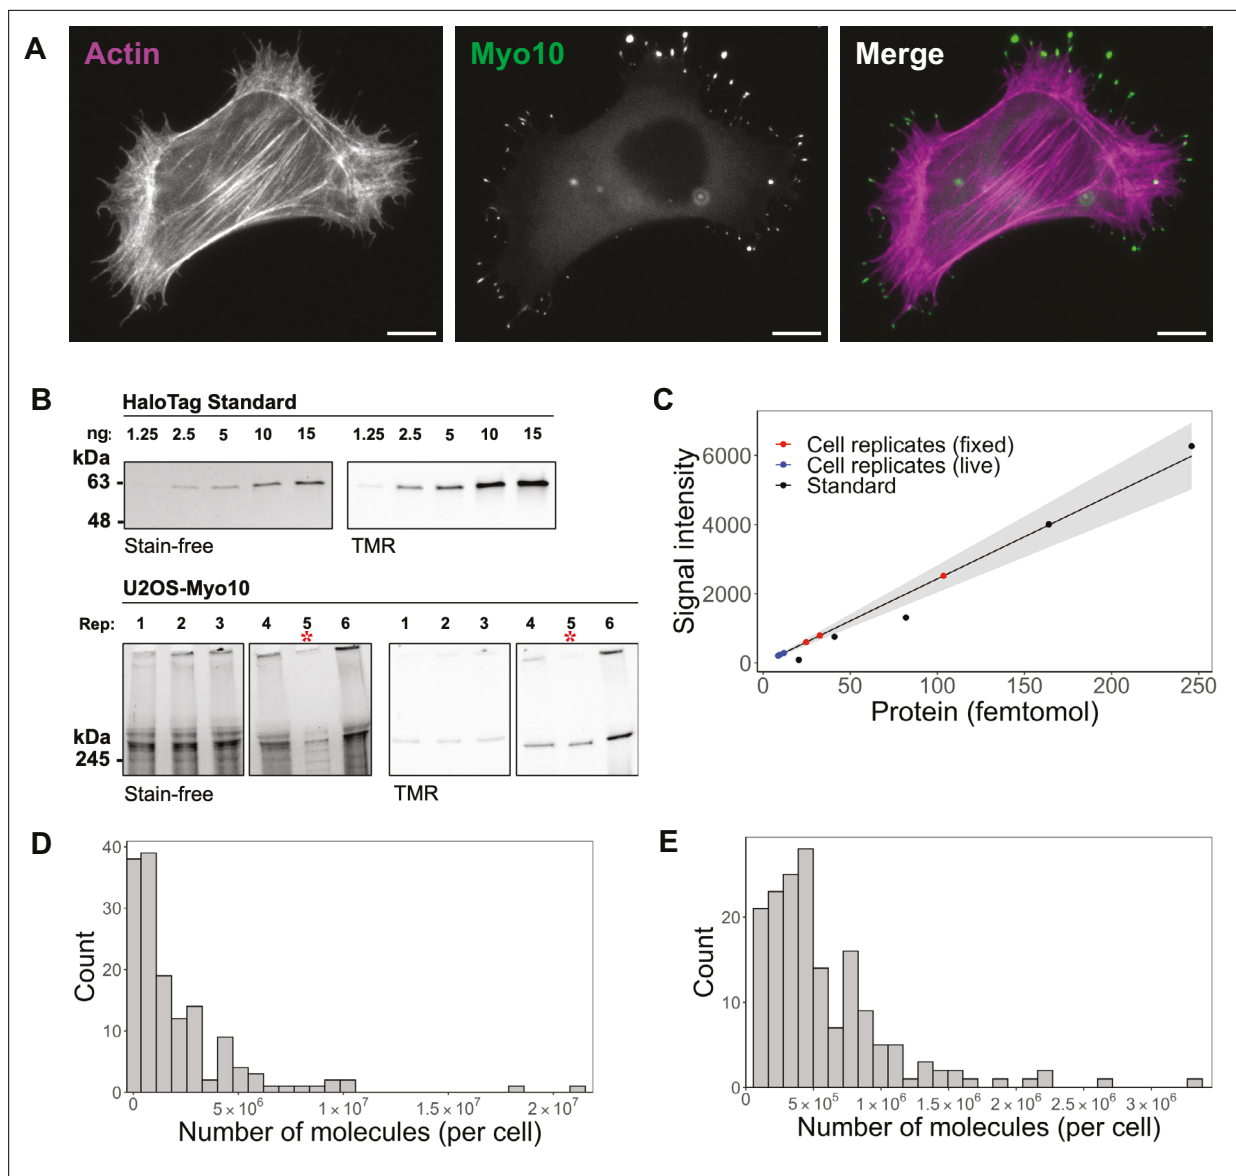 A
Actin
Myo10
Merge
B
HaloTag Standard
ng: 1.25 2.5 5 10 15 1.25 2.5 5 10 15
kDa
63
48
Stain-free
TMR
U2OS-Myo10
Rep: 1 2 3 4 5 6 1 2 3 4 5 6
* *
kDa
245
Stain-free
TMR
C
Signal intensity
6000
4000
2000
0
Cell replicates (fixed)
Cell replicates (live)
Standard
0 50 100 150 200 250
Protein (femtomol)
D
Count
40
30
20
10
0
0 5×10⁶ 1×10⁷ 1.5×10⁷ 2×10⁷
Number of molecules (per cell)
E
Count
20
10
0
5×10⁵ 1×10⁶ 1.5×10⁶ 2×10⁶ 2.5×10⁶ 3×10⁶
Number of molecules (per cell)